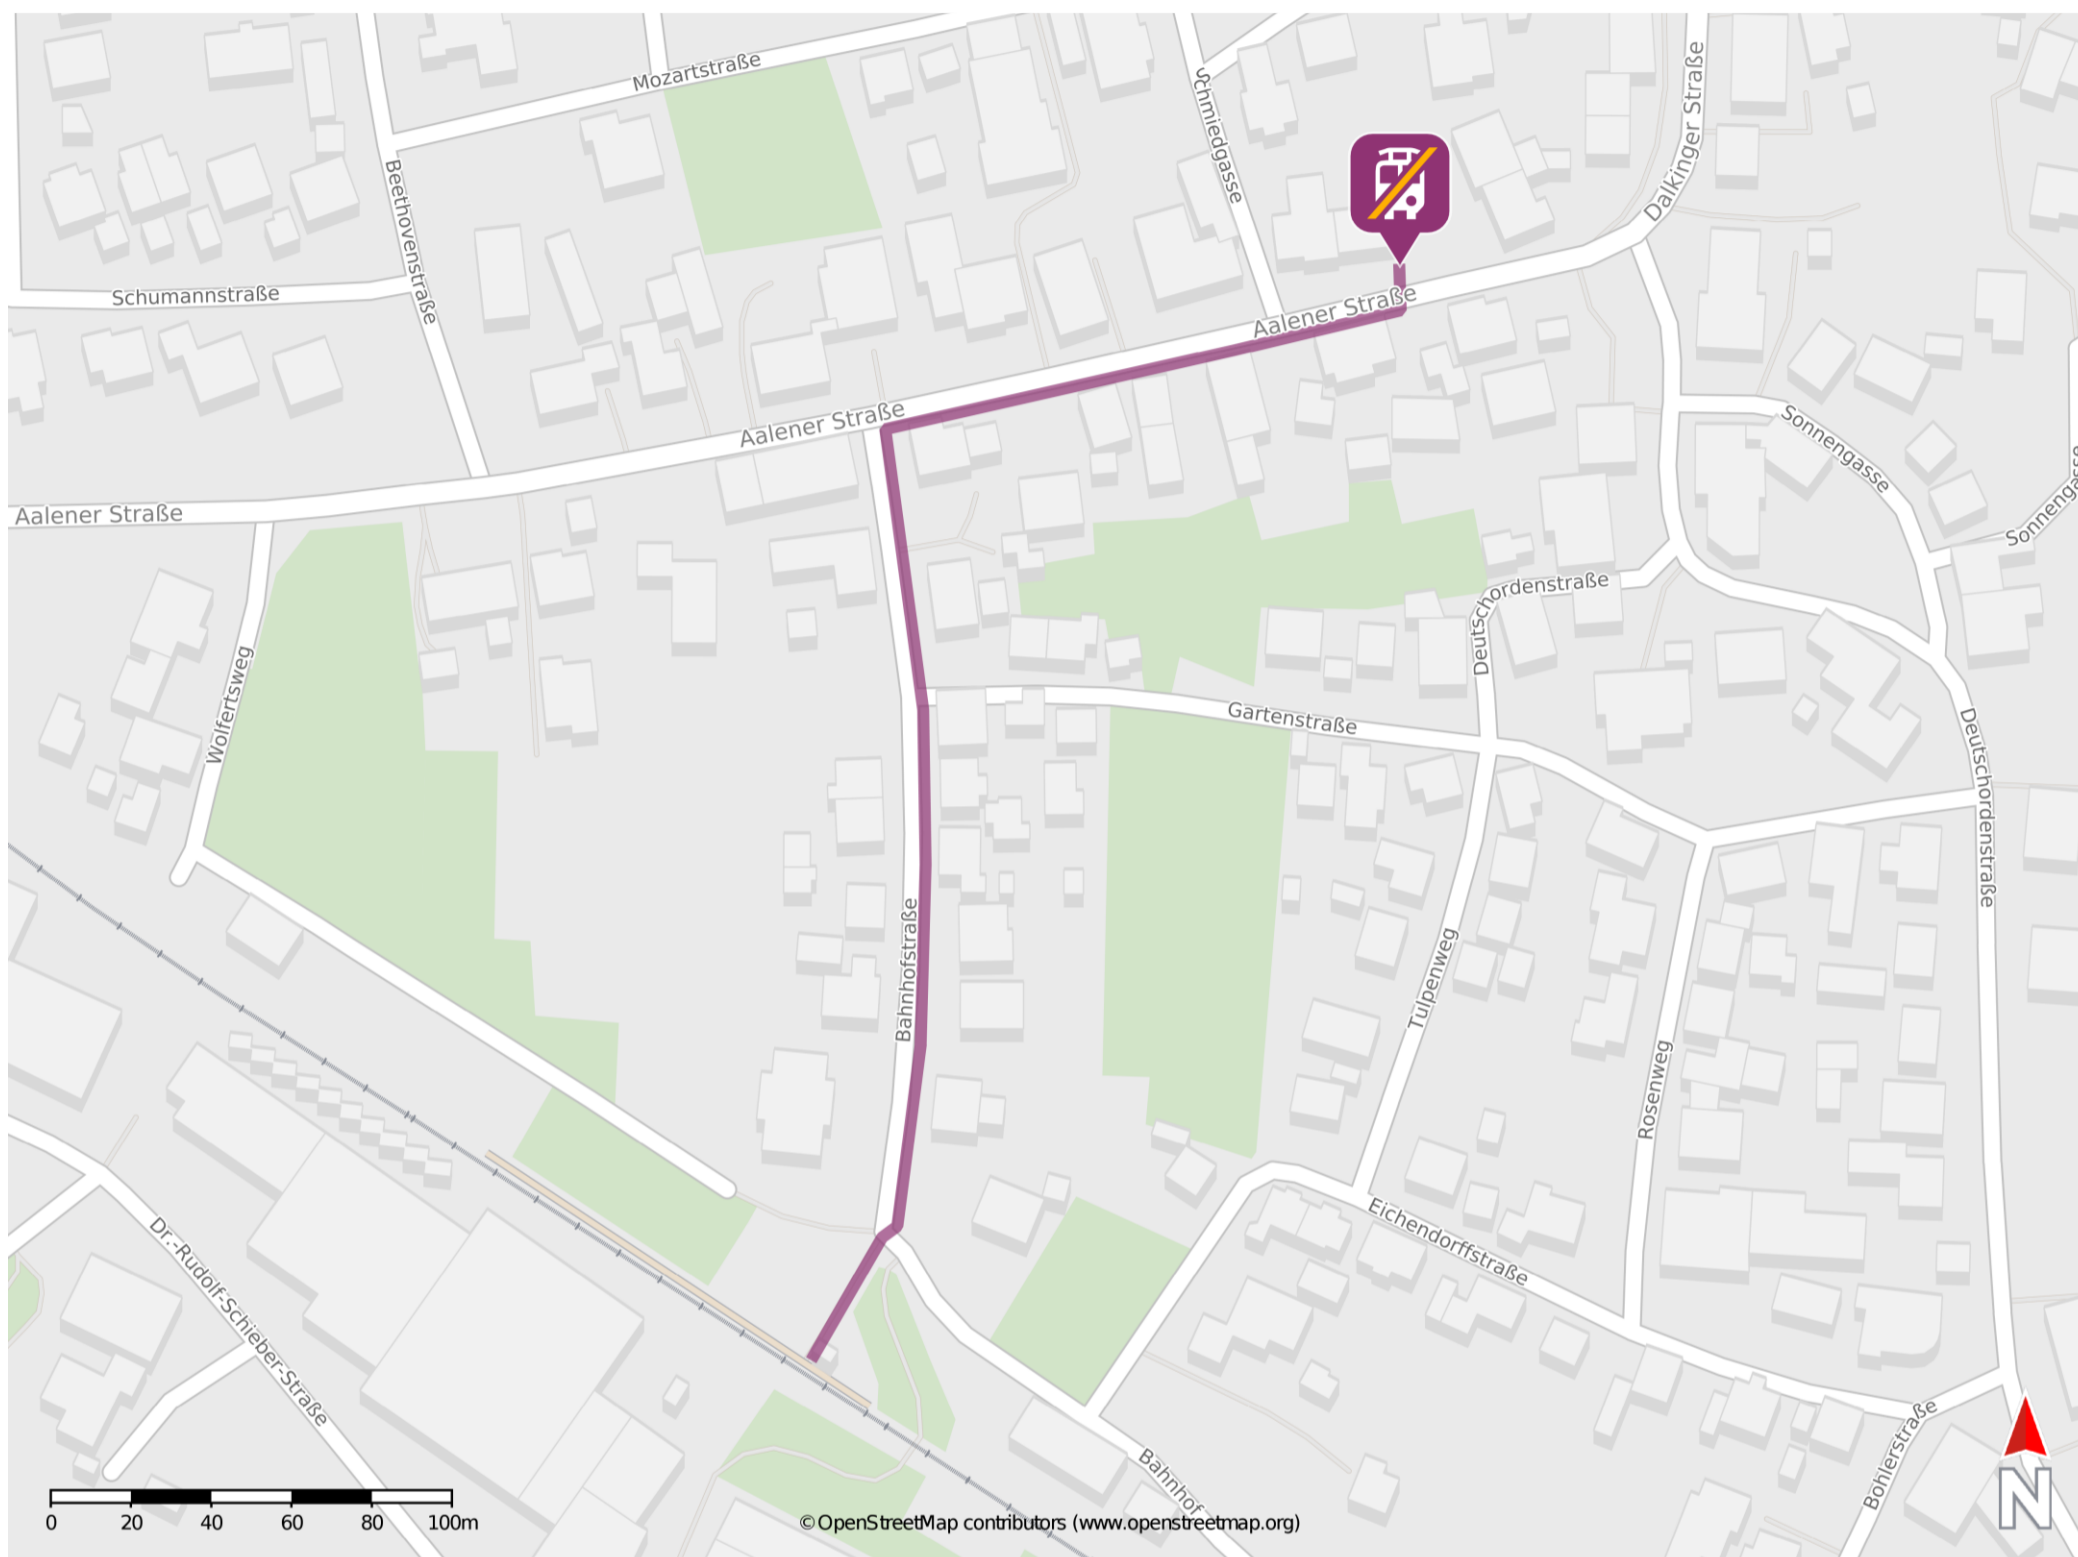 Mozartstraße
Schmiedgasse
Dalkinger Straße
Beethovenstraße
Schumannstraße
Aalener Straße
Aalener Straße
Aalener Straße
Sonnengasse
Sonnengasse
Deutschordenstraße
Wolfertsweg
Gartenstraße
Deutschordenstraße
Bahnhofstraße
Tulpenweg
Rosenweg
Eichendorffstraße
Dr.-Rudolf-Schieber-Straße
Bohlerstraße
Bahnhof
N
0 20 40 60 80 100m
© OpenStreetMap contributors (www.openstreetmap.org)